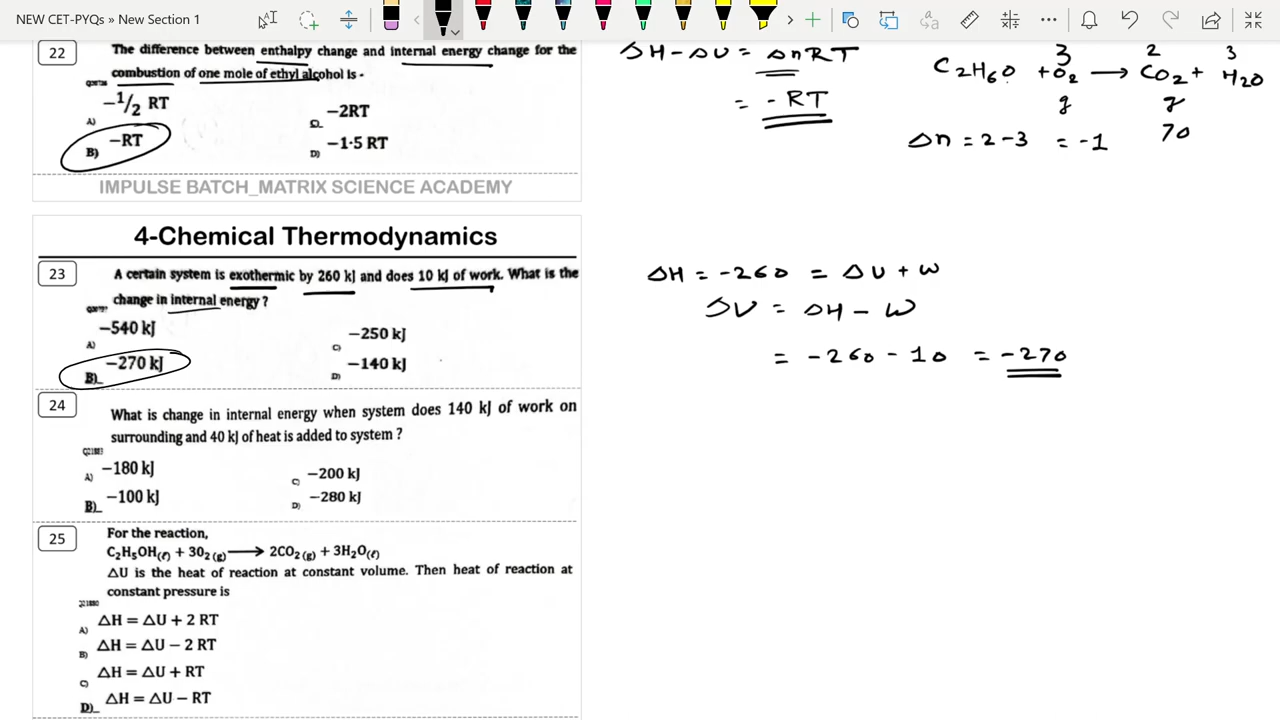 NEW CET-PYQs » New Section 1
22
The difference between enthalpy change and internal energy change for the
combustion of one mole of ethyl alcohol is -
A) −1/2 RT
−2RT
B) −RT
D) −1·5 RT
IMPULSE BATCH_MATRIX SCIENCE ACADEMY
ΔH − ΔU = ΔnRT
= − RT
3 2 3
C2H6O + O2 ⟶ CO2 + H2O
g g
Δn = 2 − 3 = −1
70
4-Chemical Thermodynamics
23
A certain system is exothermic by 260 kJ and does 10 kJ of work. What is the
change in internal energy ?
A) −540 kJ
C) −250 kJ
B) −270 kJ
D) −140 kJ
ΔH = −260 = ΔU + W
ΔU = ΔH − W
= −260 − 10 = −270
24
What is change in internal energy when system does 140 kJ of work on
surrounding and 40 kJ of heat is added to system ?
A) −180 kJ
C) −200 kJ
B) −100 kJ
D) −280 kJ
25
For the reaction,
C2H5OH(ℓ) + 3O2 (g) ⟶ 2CO2 (g) + 3H2O(ℓ)
ΔU is the heat of reaction at constant volume. Then heat of reaction at
constant pressure is
A) ΔH = ΔU + 2 RT
B) ΔH = ΔU − 2 RT
C) ΔH = ΔU + RT
D) ΔH = ΔU − RT